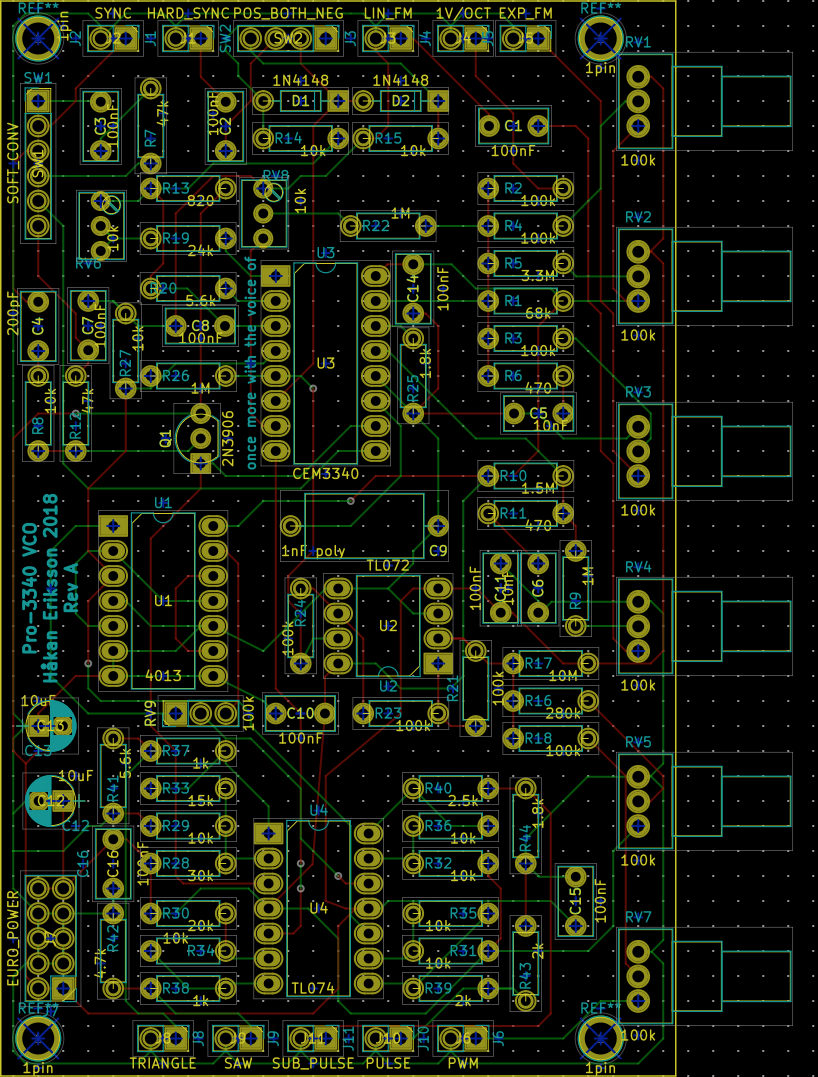 REF**
SYNC
HARD_SYNC
POS_BOTH_NEG
LIN_FM
1V/OCT
EXP_FM
REF**
1pin
J2
J1
SW2
SW2
J3
J4
J5
1pin
RV1
100k
SW1
SW1
SOFT_CONV
C3
100nF
R7
47k
100nF
1N4148
D1
1N4148
D2
R14
10k
R15
10k
C1
100nF
R13
820
RV8
10k
R2
100k
RV6
10k
R19
24k
R22
1M
R4
100k
RV2
100k
U3
U3
CEM3340
R5
3.3M
C14
100nF
R20
5.6k
R1
68k
200pF
C4
C7
100nF
R27
10k
C8
100nF
R3
100k
R25
1.8k
R26
1M
R6
470
R8
10k
R12
47k
Q1
2N3906
C5
10nF
RV3
100k
once more with the voice of
R10
1.5M
R11
470
Pro-3340 VCO
Håkan Eriksson 2018
Rev A
U1
U1
4013
1nF poly
C9
TL072
U2
U2
R24
100k
100nF
C11
10nF
C6
R9
1M
RV4
100k
R21
100k
R17
10M
R16
280k
R18
100k
10uF
C13
C13
RV9
100k
C10
100nF
R23
100k
R37
1k
R41
5.6k
RV5
100k
10uF
C12
C12
R33
15k
R29
10k
R28
30k
U4
U4
TL074
R40
2.5k
R36
10k
R32
10k
R44
1.8k
C16
C16
100nF
EURO_POWER
R42
4.7k
R30
20k
R34
10k
R38
1k
R35
10k
R31
10k
R39
2k
C15
100nF
R43
2k
RV7
100k
REF**
1pin
J8
J8
TRIANGLE
J9
J9
SAW
J11
J11
SUB_PULSE
J10
J10
PULSE
J6
J6
PWM
REF**
1pin